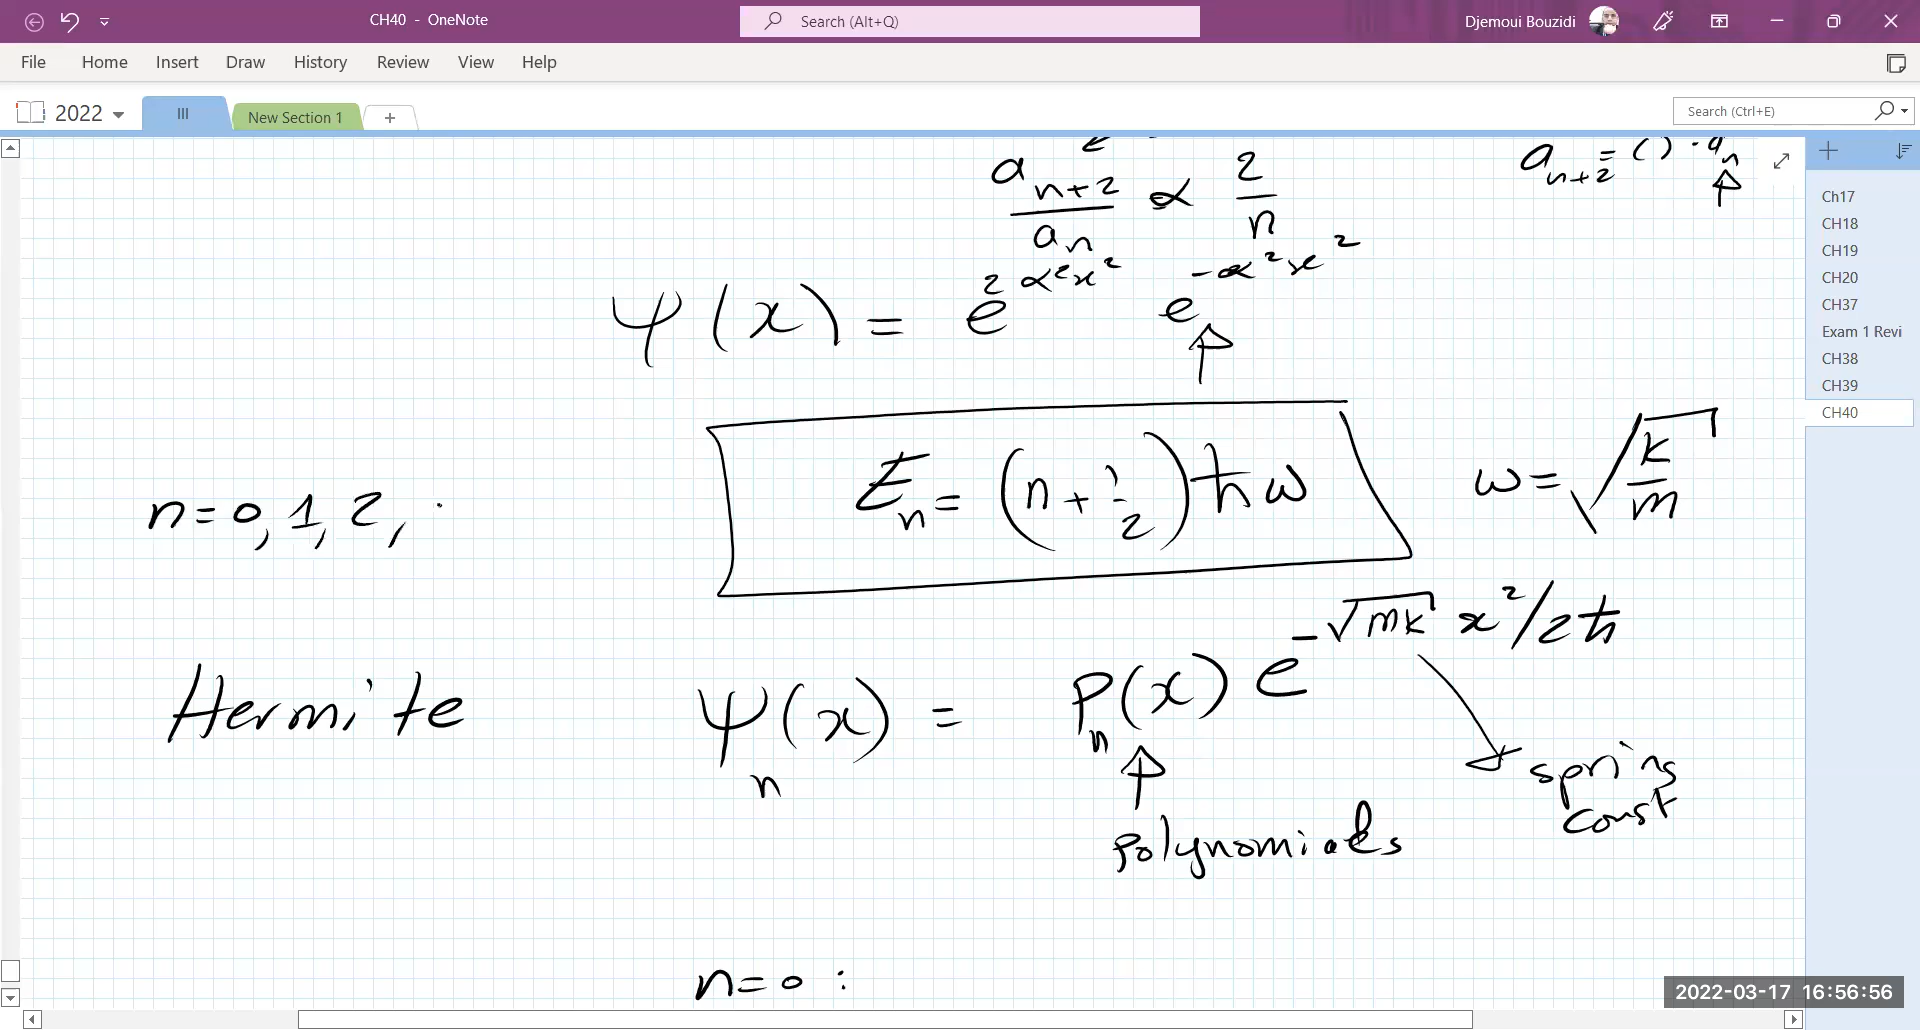 CH40 - OneNote
Search (Alt+Q)
Djemoui Bouzidi
File Home Insert Draw History Review View Help
2022
III
New Section 1
+
Search (Ctrl+E)
Ch17
CH18
CH19
CH20
CH37
Exam 1 Revi
CH38
CH39
CH40
a_{n+2} = ( ) · a_n
a_{n+2} / a_n ∝ 2/n
ψ(x) = e^{2α²x²} e^{-α²x²}
n=0, 1, 2, ·
E_n = (n + 1/2) ħω
ω = √(k/m)
Hermite
ψ_n(x) = P_n(x) e^{-√(mk) x²/2ħ}
spring
const
polynomials
n=0 :
2022-03-17 16:56:56